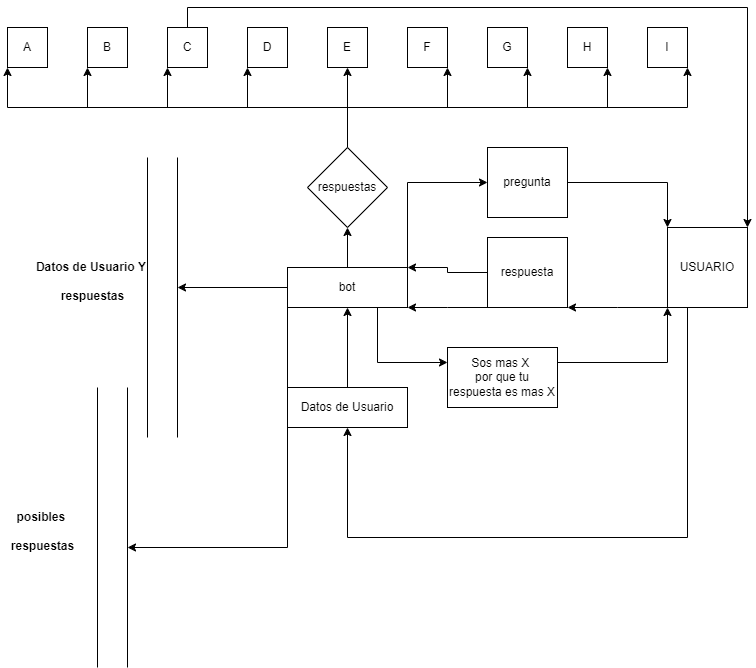 A
B
C
D
E
F
G
H
I
respuestas
pregunta
Datos de Usuario Y
respuestas
respuesta
USUARIO
bot
Sos mas X
por que tu
respuesta es mas X
Datos de Usuario
posibles
respuestas